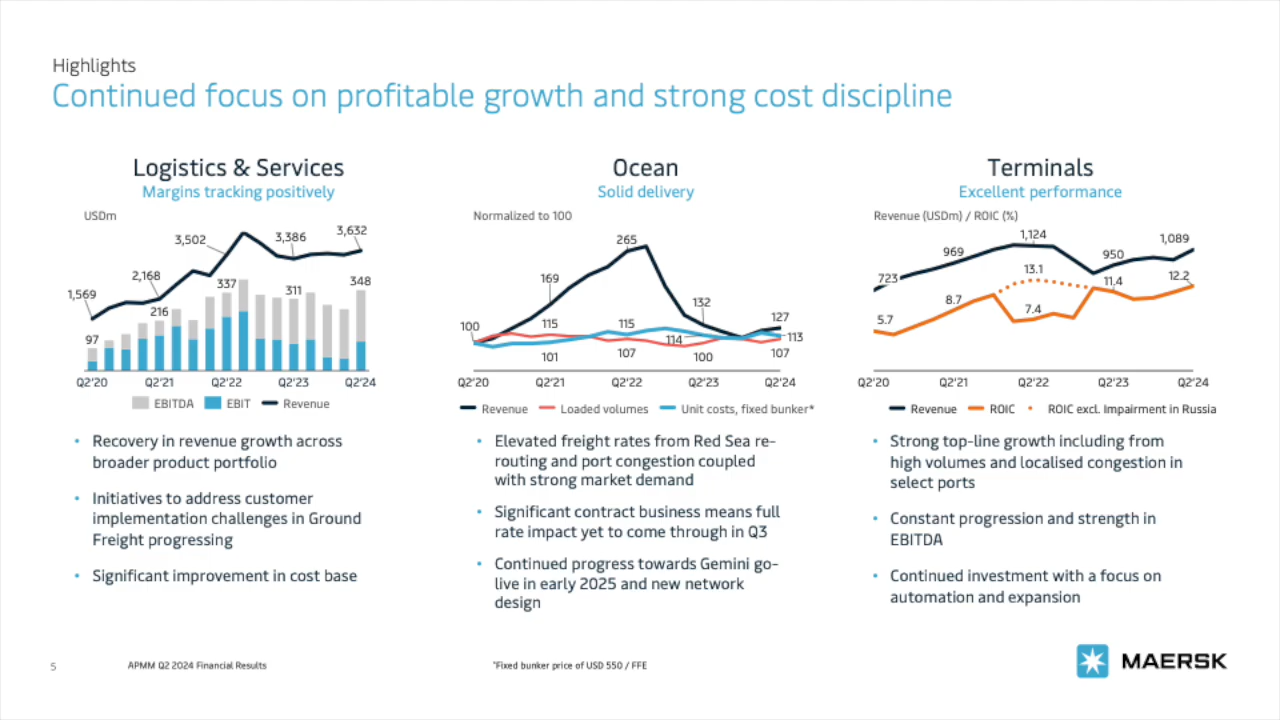 Highlights
Continued focus on profitable growth and strong cost discipline
Logistics & Services
Margins tracking positively
USDm
1,569
2,168
3,502
3,386
3,632
97
216
337
311
348
Q2'20
Q2'21
Q2'22
Q2'23
Q2'24
EBITDA
EBIT
Revenue
• Recovery in revenue growth across
broader product portfolio
• Initiatives to address customer
implementation challenges in Ground
Freight progressing
• Significant improvement in cost base
Ocean
Solid delivery
Normalized to 100
100
169
265
132
127
115
115
114
113
101
107
100
107
Q2'20
Q2'21
Q2'22
Q2'23
Q2'24
Revenue
Loaded volumes
Unit costs, fixed bunker*
• Elevated freight rates from Red Sea re-
routing and port congestion coupled
with strong market demand
• Significant contract business means full
rate impact yet to come through in Q3
• Continued progress towards Gemini go-
live in early 2025 and new network
design
Terminals
Excellent performance
Revenue (USDm) / ROIC (%)
723
969
1,124
950
1,089
5.7
8.7
13.1
7.4
11.4
12.2
Q2'20
Q2'21
Q2'22
Q2'23
Q2'24
Revenue
ROIC
ROIC excl. Impairment in Russia
• Strong top-line growth including from
high volumes and localised congestion in
select ports
• Constant progression and strength in
EBITDA
• Continued investment with a focus on
automation and expansion
5
APMM Q2 2024 Financial Results
*Fixed bunker price of USD 550 / FFE
MAERSK